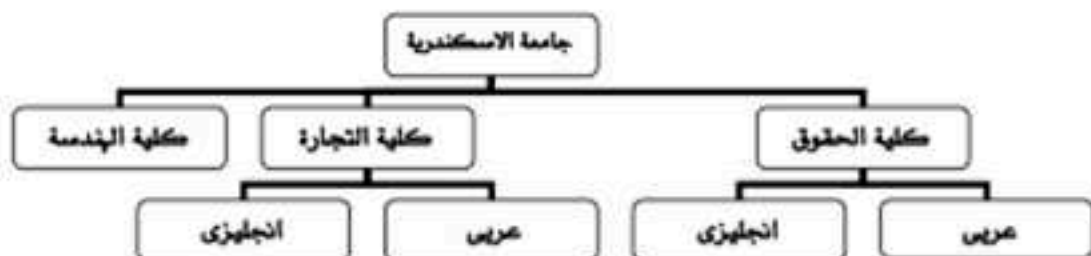 جامعة الاسكندرية
كلية الحقوق كلية التجارة كلية الهندسة
عربى انجليزى عربى انجليزى